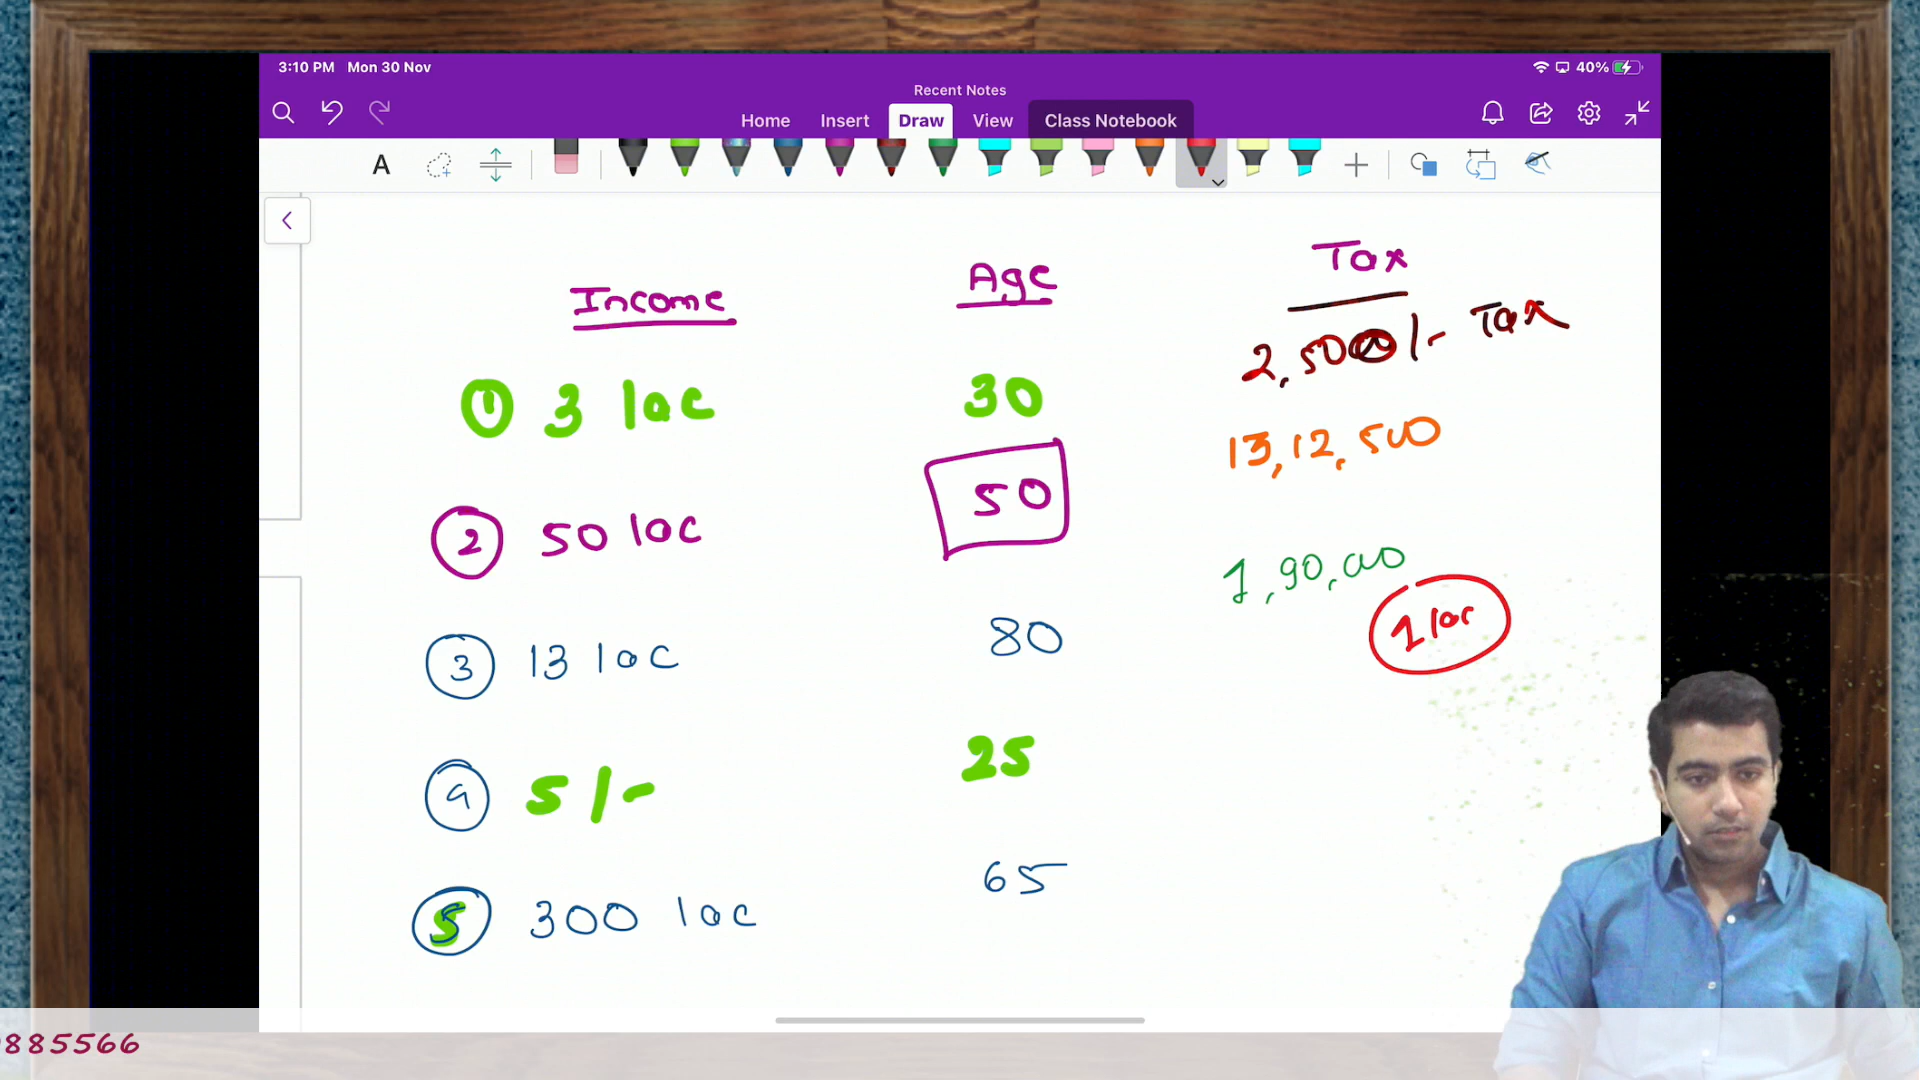 3:10 PM Mon 30 Nov
40%
Recent Notes
Home Insert Draw View Class Notebook
A
Income Age Tax
① 3 lac 30 2,500/- Tax
② 50 lac 50 13,12,500
③ 13 lac 80 1,90,000
1 lac
④ 5/- 25
⑤ 300 lac 65
885566